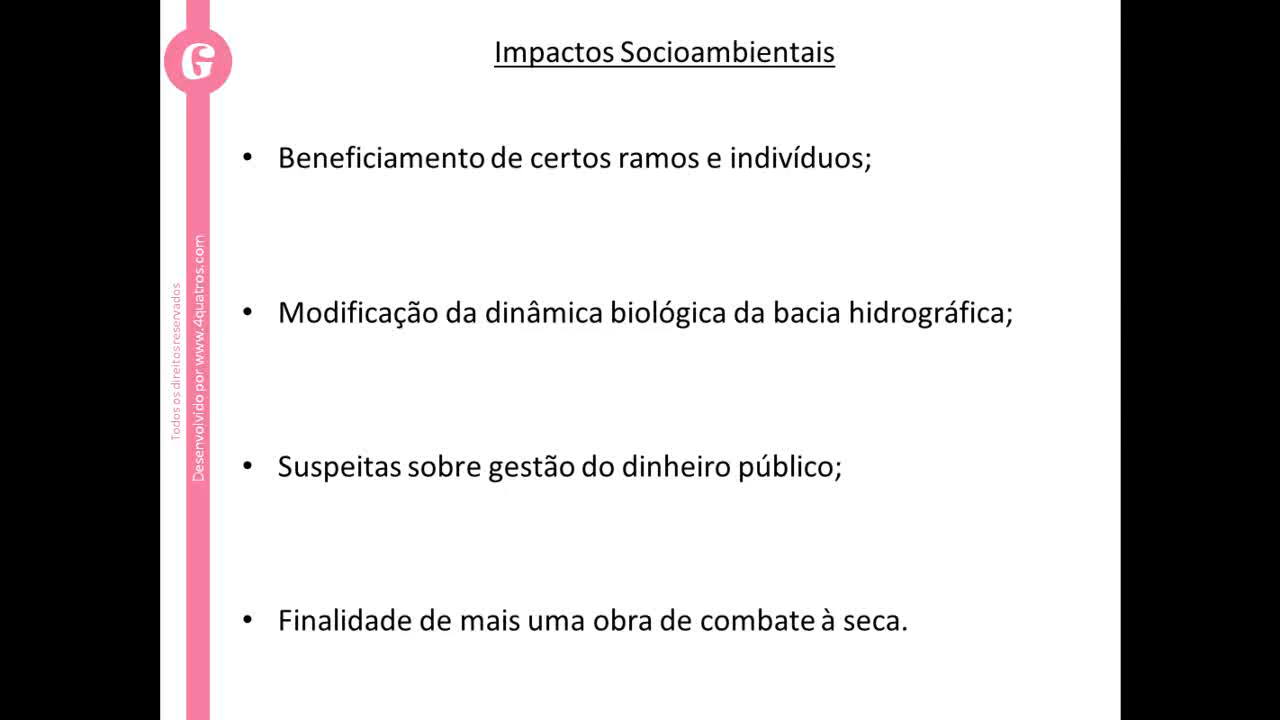 G
Impactos Socioambientais
• Beneficiamento de certos ramos e indivíduos;
• Modificação da dinâmica biológica da bacia hidrográfica;
• Suspeitas sobre gestão do dinheiro público;
• Finalidade de mais uma obra de combate à seca.
Todos os direitos reservados
Desenvolvido por www.4quatros.com